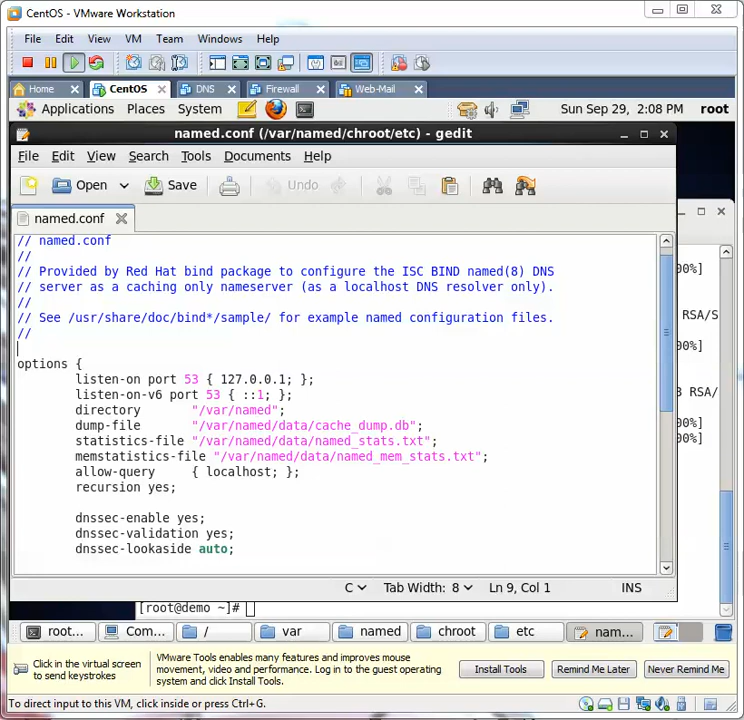 CentOS - VMware Workstation
File Edit View VM Team Windows Help
Home CentOS DNS Firewall Web-Mail
Applications Places System Sun Sep 29, 2:08 PM root
named.conf (/var/named/chroot/etc) - gedit
File Edit View Search Tools Documents Help
Open Save Undo
named.conf
// named.conf
//
// Provided by Red Hat bind package to configure the ISC BIND named(8) DNS
// server as a caching only nameserver (as a localhost DNS resolver only).
//
// See /usr/share/doc/bind*/sample/ for example named configuration files.
//
options {
listen-on port 53 { 127.0.0.1; };
listen-on-v6 port 53 { ::1; };
directory "/var/named";
dump-file "/var/named/data/cache_dump.db";
statistics-file "/var/named/data/named_stats.txt";
memstatistics-file "/var/named/data/named_mem_stats.txt";
allow-query { localhost; };
recursion yes;
dnssec-enable yes;
dnssec-validation yes;
dnssec-lookaside auto;
00%]
RSA/S
00%]
RSA/S
00%]
00%]
C Tab Width: 8 Ln 9, Col 1 INS
[root@demo ~]#
root... Com... / var named chroot etc nam...
Click in the virtual screen
to send keystrokes
VMware Tools enables many features and improves mouse
movement, video and performance. Log in to the guest operating
system and click Install Tools.
Install Tools Remind Me Later Never Remind Me
To direct input to this VM, click inside or press Ctrl+G.